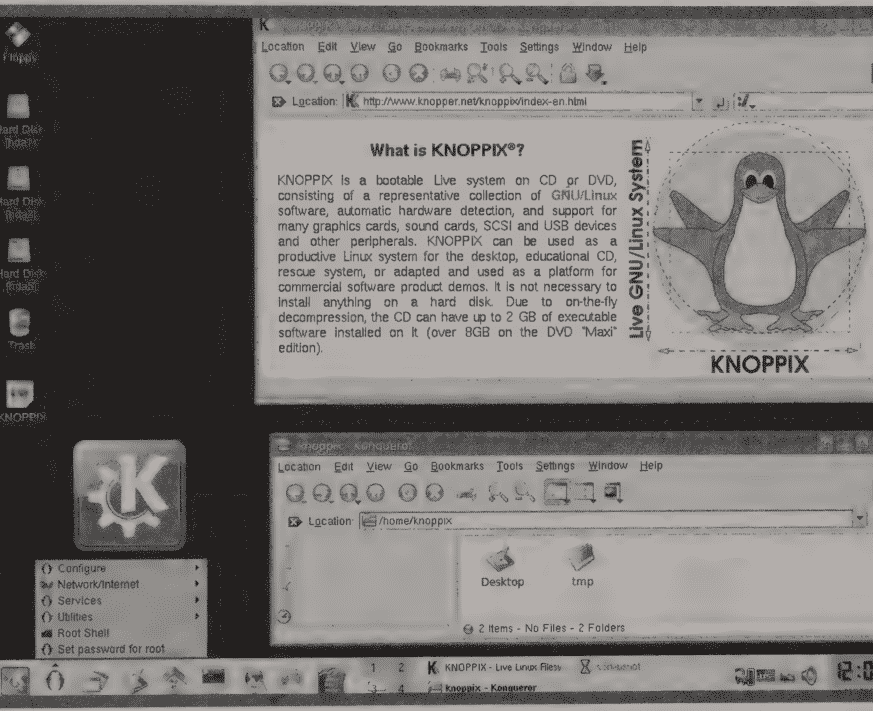 Floppy
Hard Disk
Hard Disk
Hard Disk
Trash
KNOPPIX
Location Edit View Go Bookmarks Tools Settings Window Help
Location: http://www.knopper.net/knoppix/index-en.html
What is KNOPPIX®?
KNOPPIX is a bootable Live system on CD or DVD,
consisting of a representative collection of GNU/Linux
software, automatic hardware detection, and support for
many graphics cards, sound cards, SCSI and USB devices
and other peripherals. KNOPPIX can be used as a
productive Linux system for the desktop, educational CD,
rescue system, or adapted and used as a platform for
commercial software product demos. It is not necessary to
install anything on a hard disk. Due to on-the-fly
decompression, the CD can have up to 2 GB of executable
software installed on it (over 8GB on the DVD "Maxi"
edition).
Live GNU/Linux System
KNOPPIX
knoppix - Konqueror
Location Edit View Go Bookmarks Tools Settings Window Help
Location: /home/knoppix
Desktop tmp
2 Items - No Files - 2 Folders
K
Configure
Network/Internet
Services
Utilities
Root Shell
Set password for root
1 2 KNOPPIX - Live Linux Filesy
3 4 knoppix - Konqueror
12:0